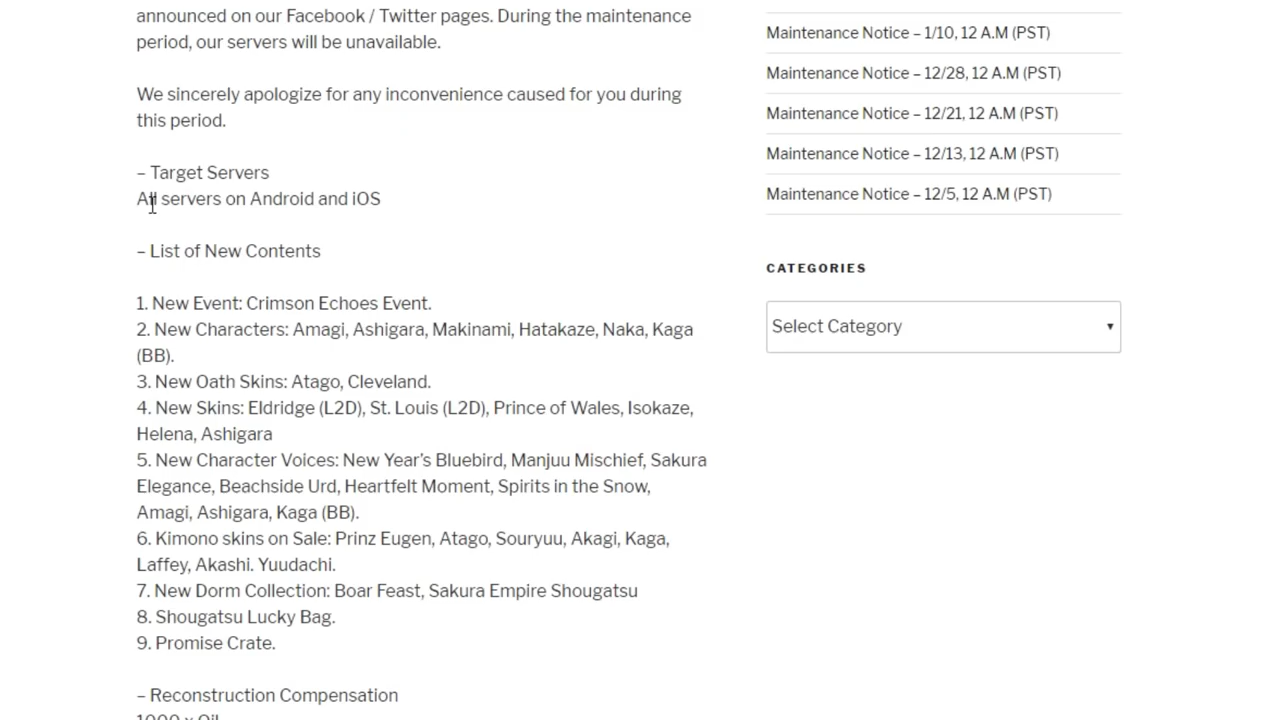 announced on our Facebook / Twitter pages. During the maintenance
period, our servers will be unavailable.
We sincerely apologize for any inconvenience caused for you during
this period.
– Target Servers
All servers on Android and iOS
– List of New Contents
1. New Event: Crimson Echoes Event.
2. New Characters: Amagi, Ashigara, Makinami, Hatakaze, Naka, Kaga
(BB).
3. New Oath Skins: Atago, Cleveland.
4. New Skins: Eldridge (L2D), St. Louis (L2D), Prince of Wales, Isokaze,
Helena, Ashigara
5. New Character Voices: New Year’s Bluebird, Manjuu Mischief, Sakura
Elegance, Beachside Urd, Heartfelt Moment, Spirits in the Snow,
Amagi, Ashigara, Kaga (BB).
6. Kimono skins on Sale: Prinz Eugen, Atago, Souryuu, Akagi, Kaga,
Laffey, Akashi. Yuudachi.
7. New Dorm Collection: Boar Feast, Sakura Empire Shougatsu
8. Shougatsu Lucky Bag.
9. Promise Crate.
– Reconstruction Compensation
1000 x Oil
Maintenance Notice – 1/10, 12 A.M (PST)
Maintenance Notice – 12/28, 12 A.M (PST)
Maintenance Notice – 12/21, 12 A.M (PST)
Maintenance Notice – 12/13, 12 A.M (PST)
Maintenance Notice – 12/5, 12 A.M (PST)
CATEGORIES
Select Category